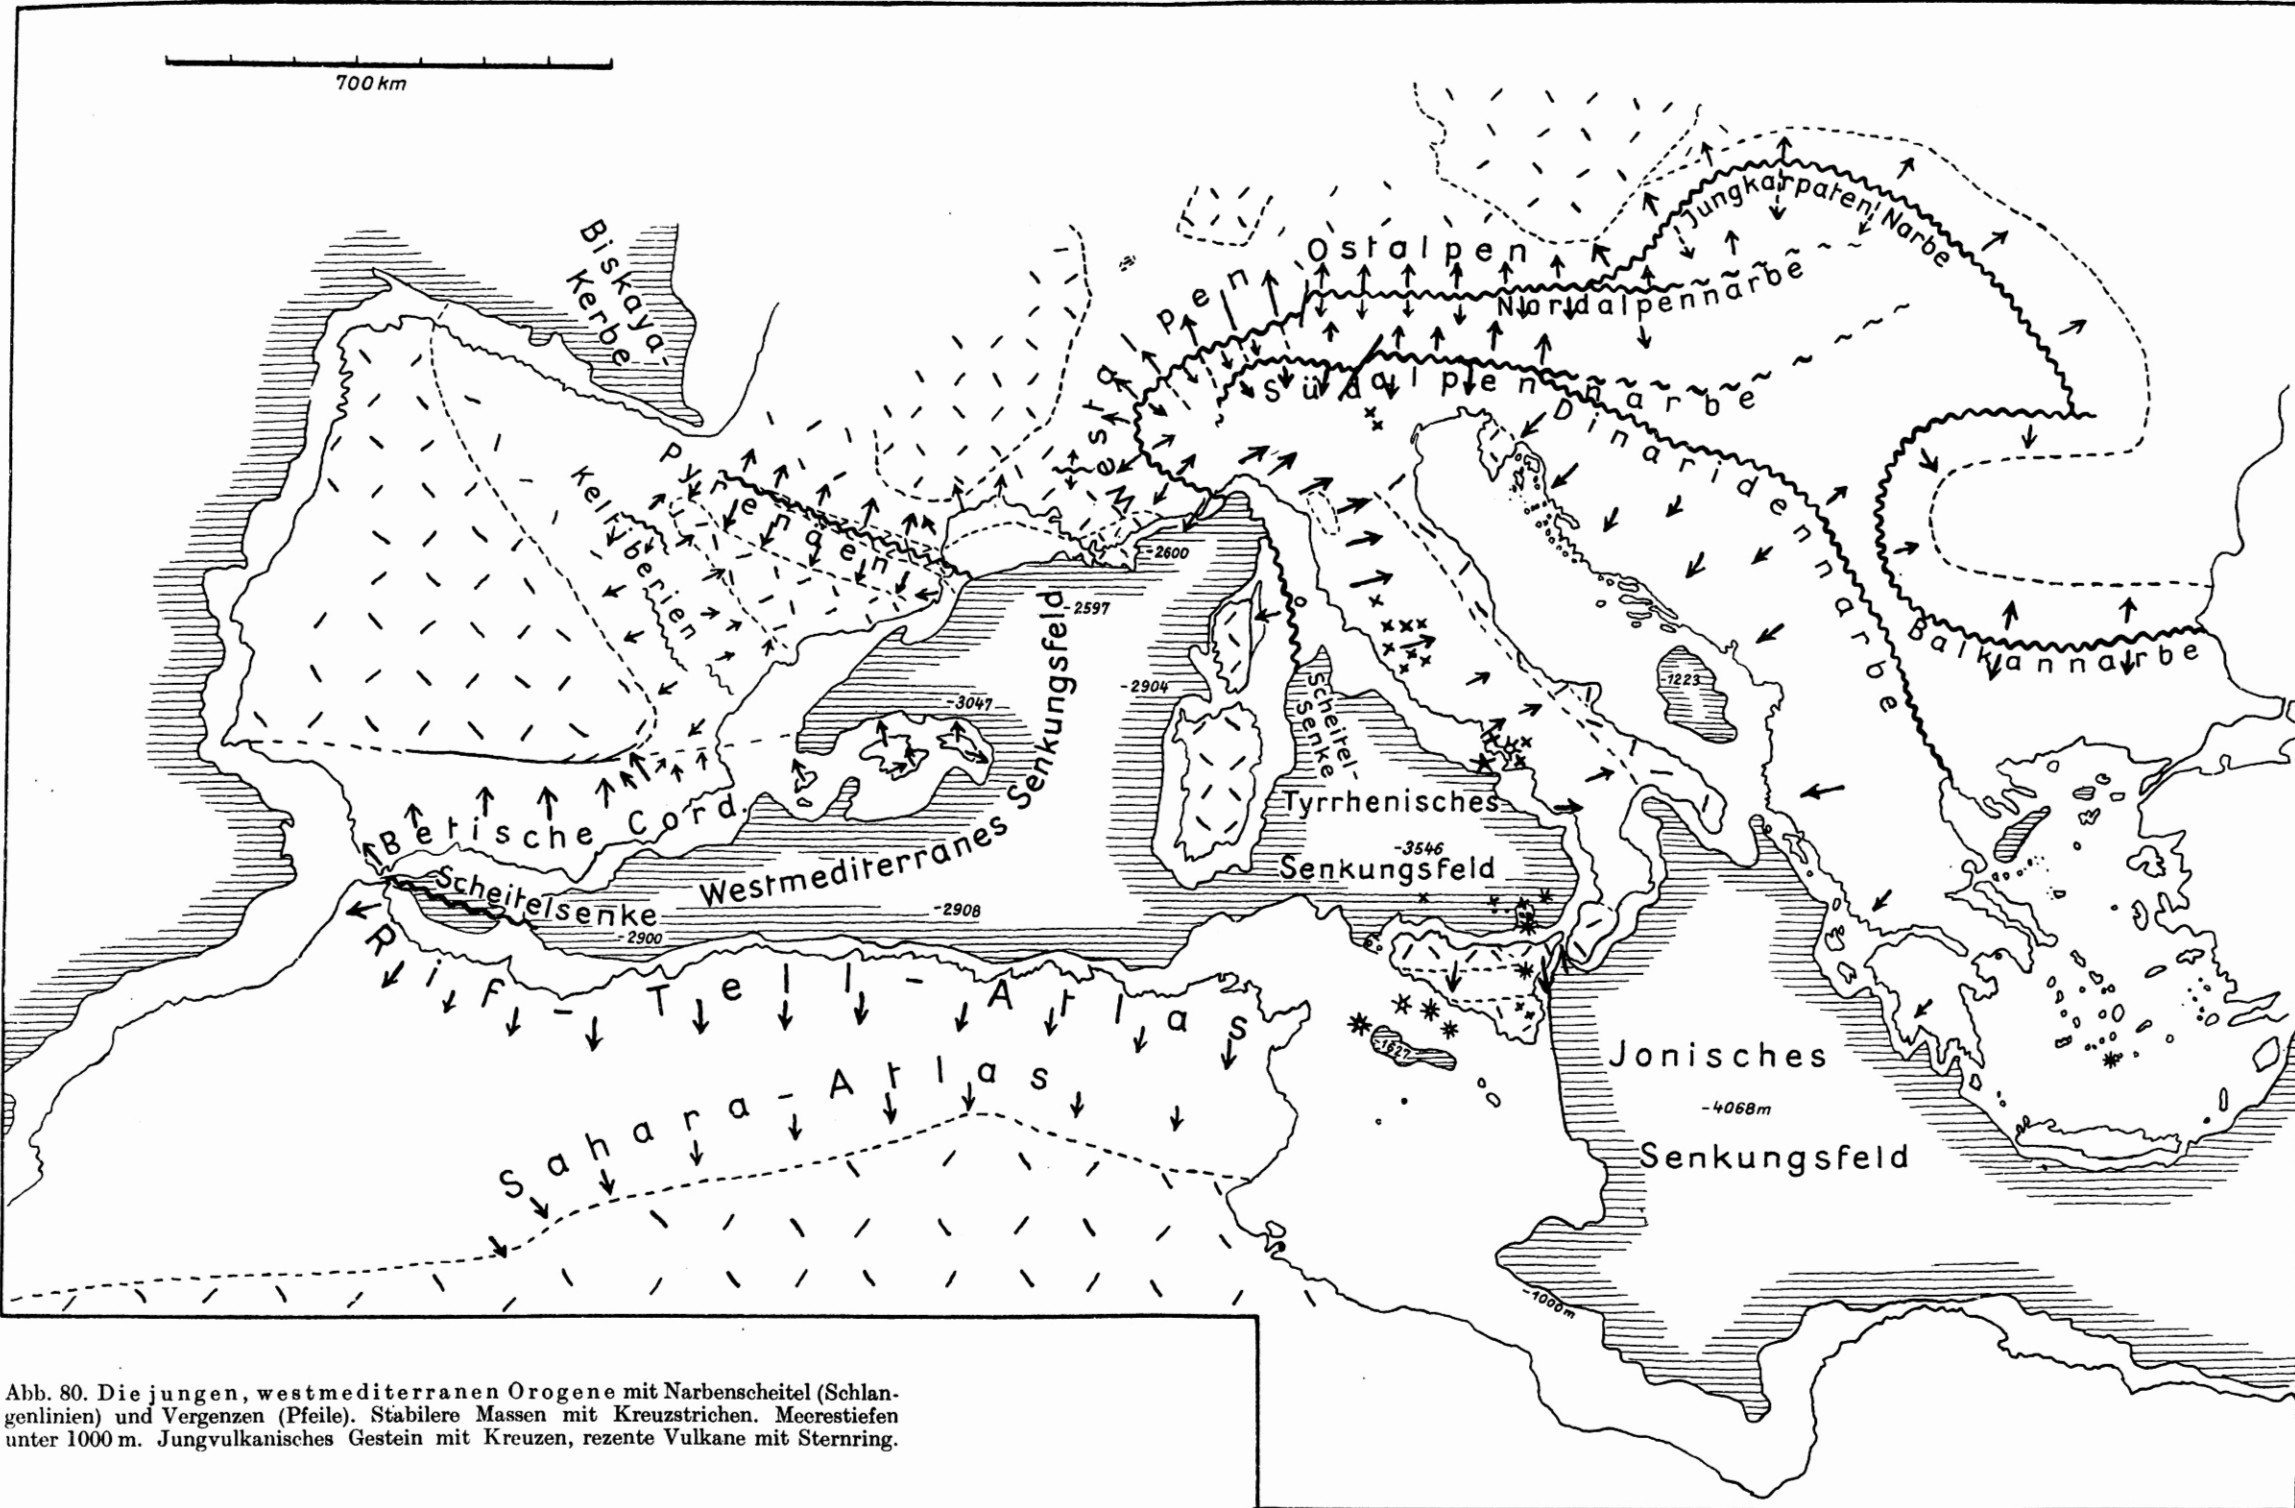 700 km
Biskaya-
Kerbe
Jungkarpaten Narbe
Ostalpen
Nordalpennarbe
Westalpen
Südalpennarbe
Dinaridennarbe
Pyrenäen
Keltiberien
-2600
-2597
-2904
-3047
-1223
Balkannarbe
Scheitel-
Senke
Westmediterranes Senkungsfeld
Tyrrhenisches
-3546
Senkungsfeld
Betische Cord.
Scheitelsenke
-2908
-2900
Rif-Tell-Atlas
Sahara-Atlas
-1627
Jonisches
-4068m
Senkungsfeld
-1000m
Abb. 80. Die jungen, westmediterranen Orogene mit Narbenscheitel (Schlan-
genlinien) und Vergenzen (Pfeile). Stabilere Massen mit Kreuzstrichen. Meerestiefen
unter 1000 m. Jungvulkanisches Gestein mit Kreuzen, rezente Vulkane mit Sternring.